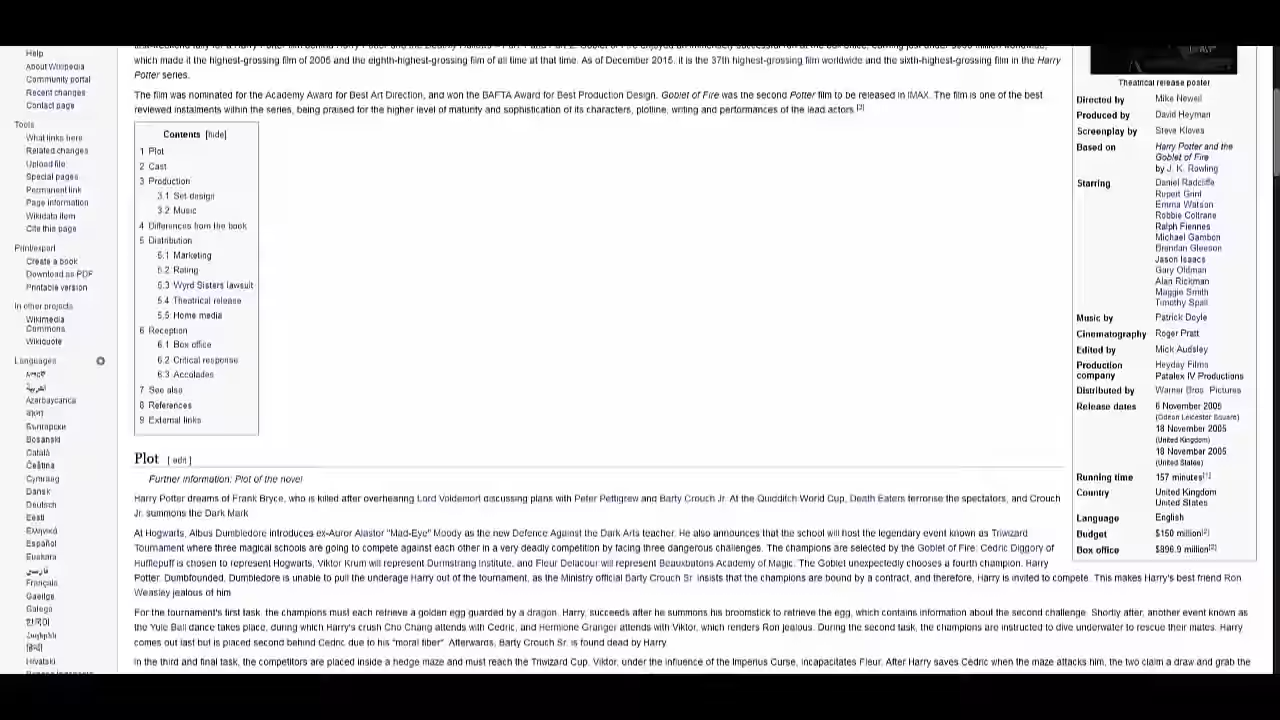 Help
About Wikipedia
Community portal
Recent changes
Contact page
Tools
What links here
Related changes
Upload file
Special pages
Permanent link
Page information
Wikidata item
Cite this page
Print/export
Create a book
Download as PDF
Printable version
In other projects
Wikimedia
Commons
Wikiquote
Languages
العربية
Azərbaycanca
বাংলা
Български
Bosanski
Català
Čeština
Cymraeg
Dansk
Deutsch
Eesti
Ελληνικά
Español
Euskara
فارسی
Français
Gaeilge
Galego
한국어
Հայերեն
हिन्दी
Hrvatski
which made it the highest-grossing film of 2005 and the eighth-highest-grossing film of all time at that time. As of December 2015, it is the 37th highest-grossing film worldwide and the sixth-highest-grossing film in the Harry
Potter series.
The film was nominated for the Academy Award for Best Art Direction, and won the BAFTA Award for Best Production Design. Goblet of Fire was the second Potter film to be released in IMAX. The film is one of the best
reviewed instalments within the series, being praised for the higher level of maturity and sophistication of its characters, plotline, writing and performances of the lead actors.[3]
Contents [hide]
1 Plot
2 Cast
3 Production
3.1 Set design
3.2 Music
4 Differences from the book
5 Distribution
5.1 Marketing
5.2 Rating
5.3 Wyrd Sisters lawsuit
5.4 Theatrical release
5.5 Home media
6 Reception
6.1 Box office
6.2 Critical response
6.3 Accolades
7 See also
8 References
9 External links
Plot [ edit ]
Further information: Plot of the novel
Harry Potter dreams of Frank Bryce, who is killed after overhearing Lord Voldemort discussing plans with Peter Pettigrew and Barty Crouch Jr. At the Quidditch World Cup, Death Eaters terrorise the spectators, and Crouch
Jr. summons the Dark Mark
At Hogwarts, Albus Dumbledore introduces ex-Auror Alastor "Mad-Eye" Moody as the new Defence Against the Dark Arts teacher. He also announces that the school will host the legendary event known as Triwizard
Tournament where three magical schools are going to compete against each other in a very deadly competition by facing three dangerous challenges. The champions are selected by the Goblet of Fire: Cedric Diggory of
Hufflepuff is chosen to represent Hogwarts, Viktor Krum will represent Durmstrang Institute, and Fleur Delacour will represent Beauxbatons Academy of Magic. The Goblet unexpectedly chooses a fourth champion: Harry
Potter. Dumbfounded, Dumbledore is unable to pull the underage Harry out of the tournament, as the Ministry official Barty Crouch Sr. insists that the champions are bound by a contract, and therefore, Harry is invited to compete. This makes Harry's best friend Ron
Weasley jealous of him
For the tournament's first task, the champions must each retrieve a golden egg guarded by a dragon. Harry, succeeds after he summons his broomstick to retrieve the egg, which contains information about the second challenge. Shortly after, another event known as
the Yule Ball dance takes place, during which Harry's crush Cho Chang attends with Cedric, and Hermione Granger attends with Viktor, which renders Ron jealous. During the second task, the champions are instructed to dive underwater to rescue their mates. Harry
comes out last but is placed second behind Cedric due to his "moral fiber". Afterwards, Barty Crouch Sr. is found dead by Harry
In the third and final task, the competitors are placed inside a hedge maze and must reach the Triwizard Cup. Viktor, under the influence of the Imperius Curse, incapacitates Fleur. After Harry saves Cedric when the maze attacks him, the two claim a draw and grab the
Theatrical release poster
Directed by Mike Newell
Produced by David Heyman
Screenplay by Steve Kloves
Based on Harry Potter and the
Goblet of Fire
by J. K. Rowling
Starring Daniel Radcliffe
Rupert Grint
Emma Watson
Robbie Coltrane
Ralph Fiennes
Michael Gambon
Brendan Gleeson
Jason Isaacs
Gary Oldman
Alan Rickman
Maggie Smith
Timothy Spall
Music by Patrick Doyle
Cinematography Roger Pratt
Edited by Mick Audsley
Production Heyday Films
company Patalex IV Productions
Distributed by Warner Bros. Pictures
Release dates 6 November 2005
(Odeon Leicester Square)
18 November 2005
(United Kingdom)
18 November 2005
(United States)
Running time 157 minutes[1]
Country United Kingdom
United States
Language English
Budget $150 million[2]
Box office $896.9 million[2]